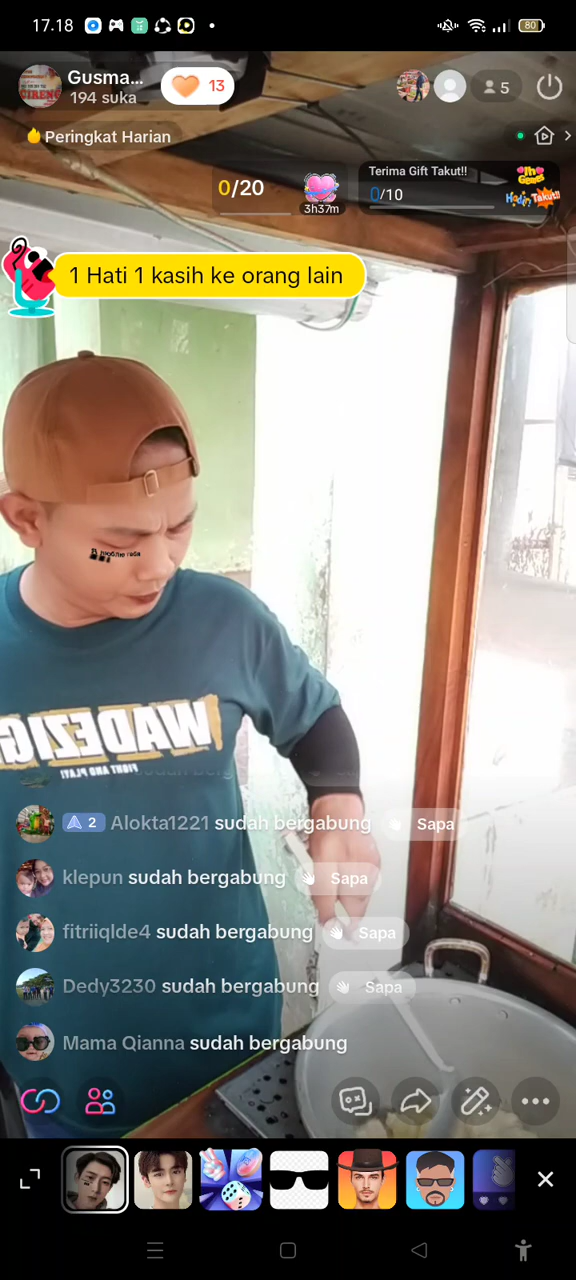 17.18
80
Gusma...
194 suka
13
5
Peringkat Harian
0/20
3h37m
Terima Gift Takut!!
0/10
1 Hati 1 kasih ke orang lain
WADEZIG
FIGHT AND PLAY!
2 Alokta1221 sudah bergabung Sapa
klepun sudah bergabung Sapa
fitriiqlde4 sudah bergabung Sapa
Dedy3230 sudah bergabung Sapa
Mama Qianna sudah bergabung